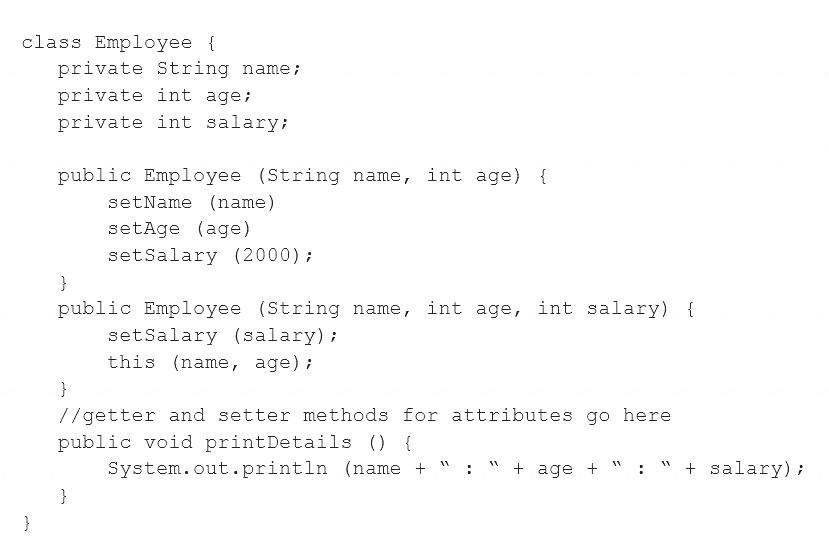 class Employee {
private String name;
private int age;
private int salary;
public Employee (String name, int age) {
setName (name)
setAge (age)
setSalary (2000);
}
public Employee (String name, int age, int salary) {
setSalary (salary);
this (name, age);
}
//getter and setter methods for attributes go here
public void printDetails () {
System.out.println (name + “ : “ + age + “ : “ + salary);
}
}